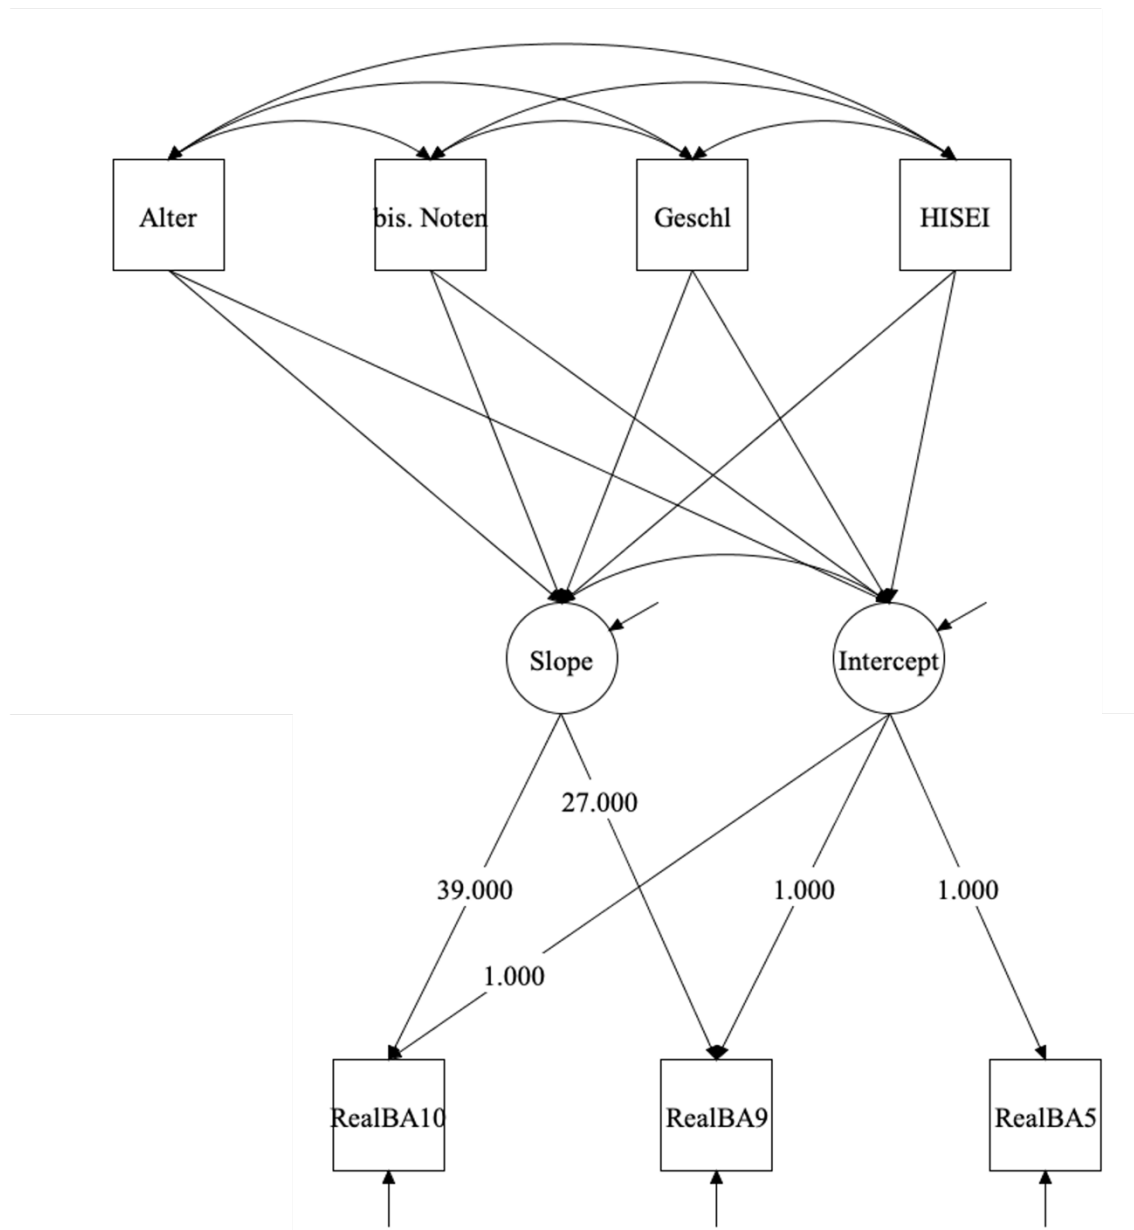 Alter
bis. Noten
Geschl
HISEI
Slope
Intercept
27.000
39.000
1.000
1.000
1.000
RealBA10
RealBA9
RealBA5